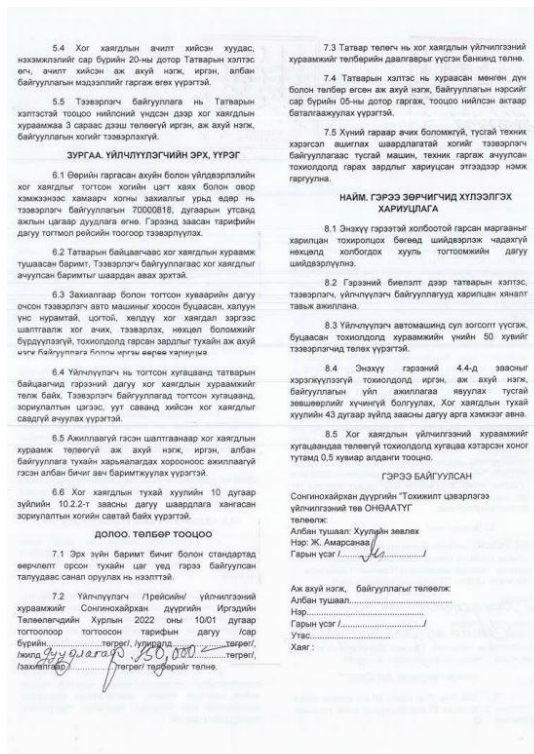 5.4 Хог хаягдлын ачилт хийсэн хуудас,
нэхэмжлэлийг сар бүрийн 20-ны дотор Татварын хэлтэс
өгч, ачилт хийсэн аж ахуй нэгж, иргэн, албан
байгууллагын мэдээллийг гаргаж өгөх үүрэгтэй.
5.5 Тээвэрлэгч байгууллага нь Татварын
хэлтэстэй тооцоо нийлсний үндсэн дээр хог хаягдлын
хураамжаа 3 сараас дээш төлөөгүй иргэн, аж ахуй нэгж,
байгууллагын хогийг тээвэрлэхгүй.
ЗУРГАА. ҮЙЛЧЛҮҮЛЭГЧИЙН ЭРХ, ҮҮРЭГ
6.1 Өөрийн гаргасан ахуйн болон үйлдвэрлэлийн
хог хаягдлыг тогтсон хогийн цэгт хаях болон овор
хэмжээнээс хамаарч хогны захиалгыг урьд өдөр нь
тээвэрлэгч байгууллагын 70000818, дугаарын утсанд
ажлын цагаар дуудлага өгнө. Гэрээнд заасан тарифийн
дагуу тогтмол рейсийн тоогоор тээвэрлүүлэх.
6.2 Татварын байцаагчаас хог хаягдлын хураамж
тушаасан баримт, Тээвэрлэгч байгууллагаас хог хаягдлыг
ачуулсан баримтыг шаардан авах эрхтэй.
6.3 Захиалгаар болон тогтсон хуваарийн дагуу
очсон тээвэрлэгч авто машиныг хоосон буцаасан, халуун
үнс нурамтай, цогтой, хөлдүү хог хаягдал зэргээс
шалтгаалж хог ачих, тээвэрлэх, нөхцөл боломжийг
бүрдүүлээгүй, тохиолдолд гарсан зардлыг тухайн аж ахуй
нэгж байгууллага болон иргэн өөрөө хариуцна.
6.4 Үйлчлүүлэгч нь тогтсон хугацаанд татварын
байцаагчид гэрээний дагуу хог хаягдлын хураамжийг
төлж байх, Тээвэрлэгч байгууллагад тогтсон хугацаанд,
зориулалтын цэгээс, уут саванд хийсэн хог хаягдлыг
саадгүй ачуулах үүрэгтэй.
6.5 Ажиллаагүй гэсэн шалтгаанаар хог хаягдлын
хураамж төлөөгүй аж ахуй нэгж, иргэн, албан
байгууллага тухайн харьяалагдах хорооноос ажиллаагүй
гэсэн албан бичиг авч баримтжуулах үүрэгтэй.
6.6 Хог хаягдлын тухай хуулийн 10 дугаар
зүйлийн 10.2.2-т заасны дагуу шаардлага хангасан
зориулалтын хогийн савтай байх үүрэгтэй.
ДОЛОО. ТӨЛБӨР ТООЦОО
7.1 Эрх зүйн баримт бичиг болон стандартад
өөрчлөлт орсон тухайн цаг үед гэрээ байгуулсан
талуудаас санал оруулах нь нээлттэй.
7.2 Үйлчлүүлэгч /1трейсийн/ үйлчилгээний
хураамжийг Сонгинохайрхан дүүргийн Иргэдийн
Төлөөлөгчдийн Хурлын 2022 оны 10/01 дугаар
тогтоолоор тогтоосон тарифын дагуу /сар
бүрийн................төгрөг/, /улиралд................төгрөг/,
/жилд дуудлагаар 150,000 ............төгрөг/,
/захиалгаар/............төгрөг/ төлбөрийг төлнө.
7.3 Татвар төлөгч нь хог хаягдлын үйлчилгээний
хураамжийг төлбөрийн даалгаврыг үүсгэн банкинд төлнө.
7.4 Татварын хэлтэс нь хураасан мөнгөн дүн
болон төлбөр өгсөн аж ахуй нэгж, байгууллагын нэрсийг
сар бүрийн 05-ны дотор гаргаж, тооцоо нийлсэн актаар
баталгаажуулах үүрэгтэй.
7.5 Хүний гараар ачих боломжгүй, тусгай техник
хэрэгсэл ашиглах шаардлагатай хогийг тээвэрлэгч
байгууллагаас тусгай машин, техник гаргаж ачуулсан
тохиолдолд гарах зардлыг хариуцсан этгээдээр нэмж
гаргуулна.
НАЙМ. ГЭРЭЭ ЗӨРЧИГЧИД ХҮЛЭЭЛГЭХ
ХАРИУЦЛАГА
8.1 Энэхүү гэрээтэй холбоотой гарсан маргааныг
харилцан тохиролцох бөгөөд шийдвэрлэж чадахгүй
нөхцөлд холбогдох хууль тогтоомжийн дагуу
шийдвэрлүүлнэ.
8.2 Гэрээний биелэлт дээр татварын хэлтэс,
тээвэрлэгч, үйлчлүүлэгч байгууллагууд харилцан хяналт
тавьж ажиллана.
8.3 Үйлчлүүлэгч автомашинд сул зогсолт үүсгэж,
буцаасан тохиолдолд хураамжийн үнийн 50 хувийг
тээвэрлэгчид төлөх үүрэгтэй.
8.4 Энэхүү гэрээний 4.4-д заасныг
хэрэгжүүлээгүй тохиолдолд иргэн, аж ахуй нэгж,
байгууллагын үйл ажиллагаа явуулах тусгай
зөвшөөрлийг хүчингүй болгуулах, Хог хаягдлын тухай
хуулийн 43 дугаар зүйлд заасны дагуу арга хэмжээг авна.
8.5 Хог хаягдлын үйлчилгээний хураамжийг
хугацаандаа төлөөгүй тохиолдолд хугацаа хэтэрсэн хоног
тутамд 0,5 хувиар алданги тооцно.
ГЭРЭЭ БАЙГУУЛСАН
Сонгинохайрхан дүүргийн "Тохижилт цэвэрлэгээ
үйлчилгээний төв ОНӨААТҮГ
төлөөлж:
Албан тушаал: Хуулийн зөвлөх
Нэр: Ж. Амарсанаа
Гарын үсэг /......................../
Аж ахуй нэгж, байгууллагыг төлөөлж:
Албан тушаал........................
Нэр........................
Гарын үсэг /......................../
Утас........................
Хаяг :